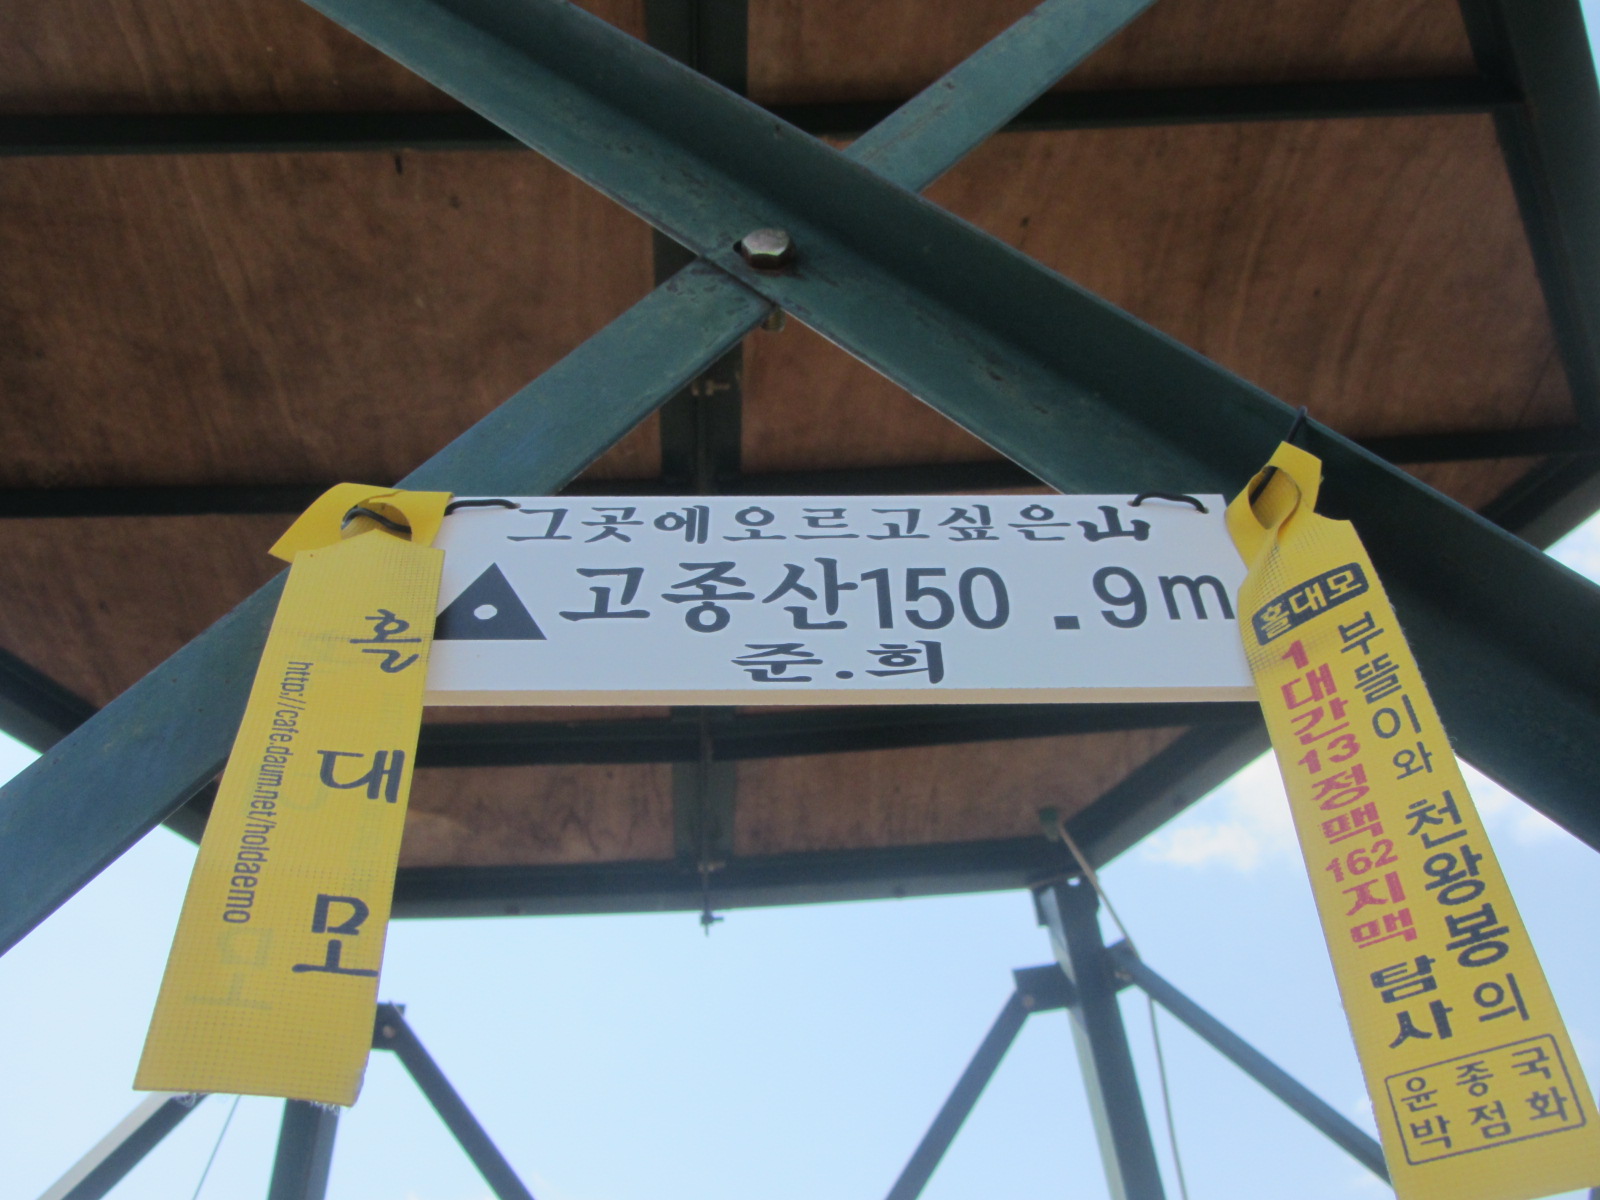 그곳에오르고싶은山
고종산150.9m
준.희
홀대모
http://cafe.daum.net/holdaemo
홀대모
부뜰이와 천왕봉의
1대간13정맥162지맥 탐사
윤종국
박점화